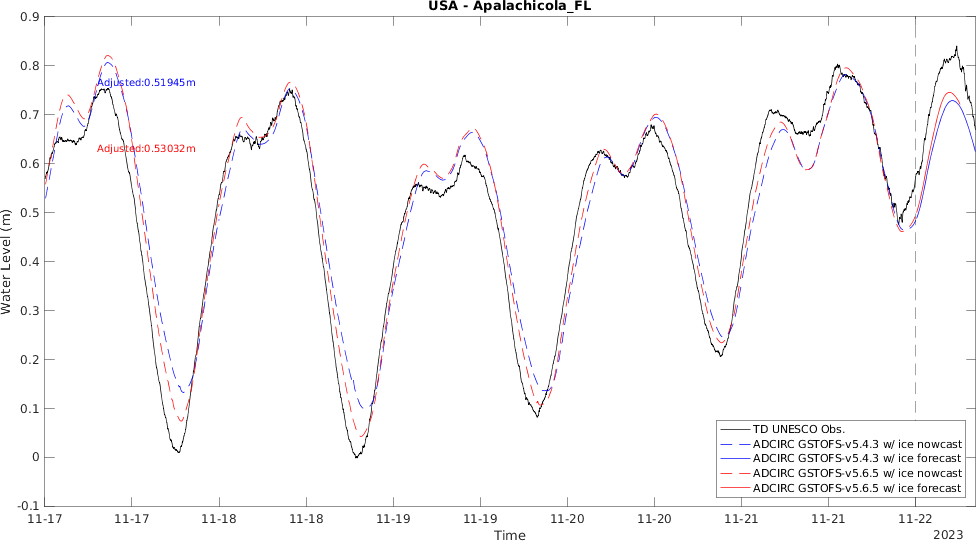 USA - Apalachicola_FL
0.9
0.8
0.7
0.6
0.5
0.4
0.3
0.2
0.1
0
-0.1
Water Level (m)
Adjusted:0.51945m
Adjusted:0.53032m
TD UNESCO Obs.
ADCIRC GSTOFS-v5.4.3 w/ ice nowcast
ADCIRC GSTOFS-v5.4.3 w/ ice forecast
ADCIRC GSTOFS-v5.6.5 w/ ice nowcast
ADCIRC GSTOFS-v5.6.5 w/ ice forecast
11-17 11-17 11-18 11-18 11-19 11-19 11-20 11-20 11-21 11-21 11-22
Time
2023